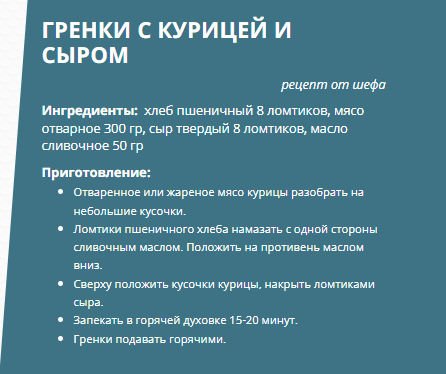 ГРЕНКИ С КУРИЦЕЙ И
СЫРОМ
рецепт от шефа
Ингредиенты: хлеб пшеничный 8 ломтиков, мясо
отварное 300 гр, сыр твердый 8 ломтиков, масло
сливочное 50 гр
Приготовление:
• Отваренное или жареное мясо курицы разобрать на
небольшие кусочки.
• Ломтики пшеничного хлеба намазать с одной стороны
сливочным маслом. Положить на противень маслом
вниз.
• Сверху положить кусочки курицы, накрыть ломтиками
сыра.
• Запекать в горячей духовке 15-20 минут.
• Гренки подавать горячими.